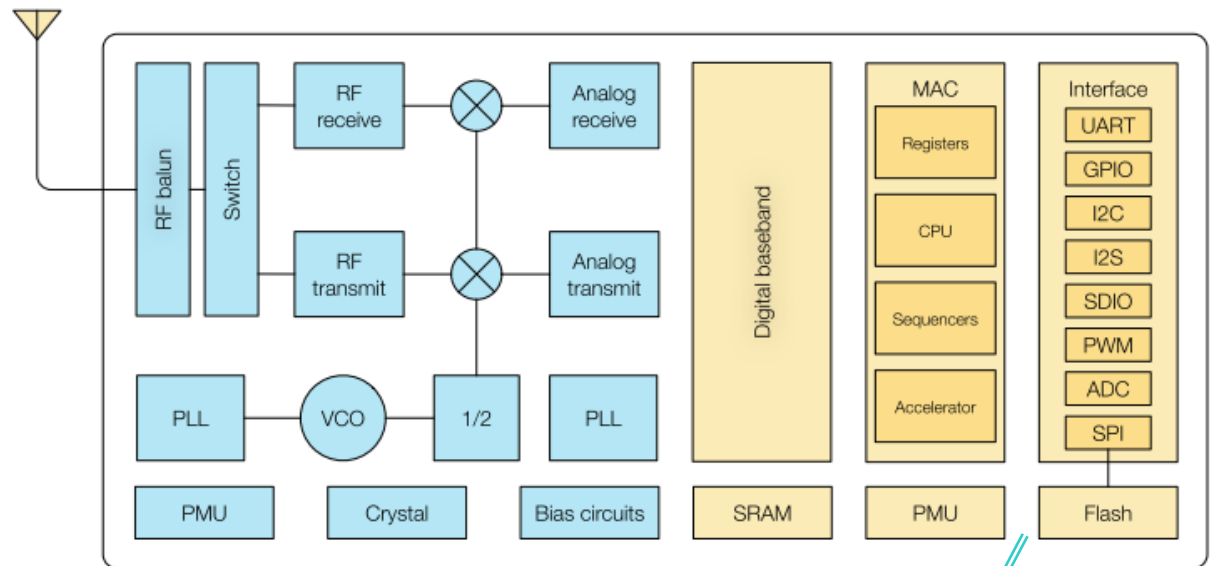 RF balun
Switch
RF
receive
Analog
receive
RF
transmit
Analog
transmit
PLL
VCO
1/2
PLL
PMU
Crystal
Bias circuits
Digital baseband
SRAM
MAC
Registers
CPU
Sequencers
Accelerator
PMU
Interface
UART
GPIO
I2C
I2S
SDIO
PWM
ADC
SPI
Flash